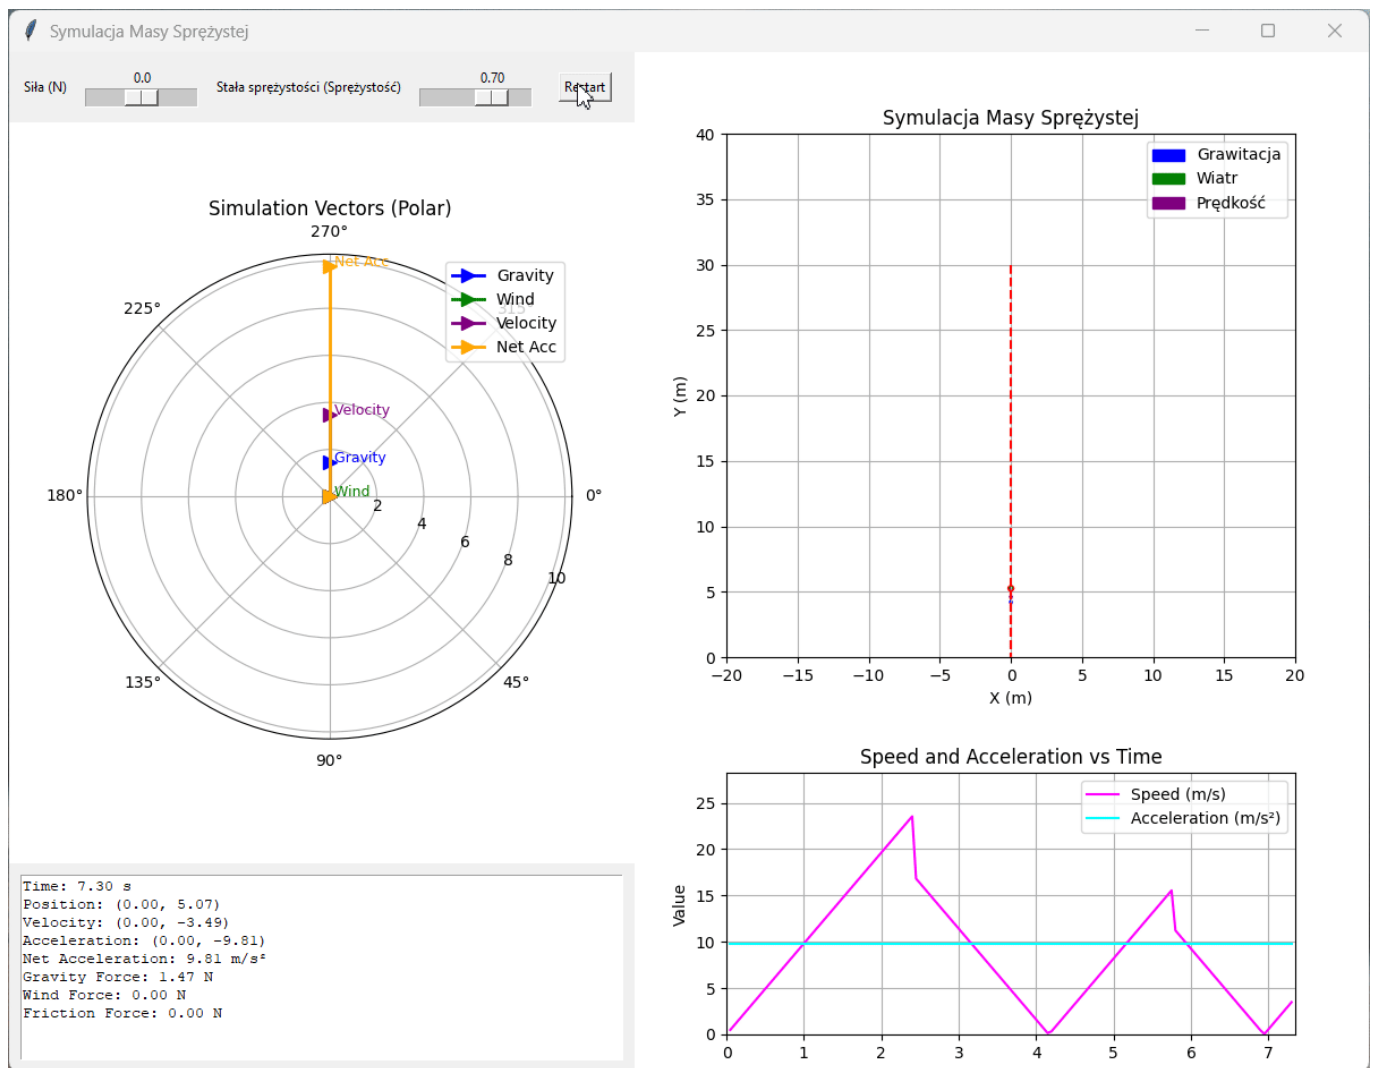 Symulacja Masy Sprężystej
Siła (N)
0.0
Stała sprężystości (Sprężystość)
0.70
Restart
Simulation Vectors (Polar)
270°
225°
315°
180°
0°
135°
45°
90°
Net Acc
Velocity
Gravity
Wind
2
4
6
8
10
Gravity
Wind
Velocity
Net Acc
Time: 7.30 s
Position: (0.00, 5.07)
Velocity: (0.00, -3.49)
Acceleration: (0.00, -9.81)
Net Acceleration: 9.81 m/s²
Gravity Force: 1.47 N
Wind Force: 0.00 N
Friction Force: 0.00 N
Symulacja Masy Sprężystej
Grawitacja
Wiatr
Prędkość
40
35
30
25
20
15
10
5
0
Y (m)
−20 −15 −10 −5 0 5 10 15 20
X (m)
Speed and Acceleration vs Time
Speed (m/s)
Acceleration (m/s²)
25
20
15
10
5
0
Value
0 1 2 3 4 5 6 7